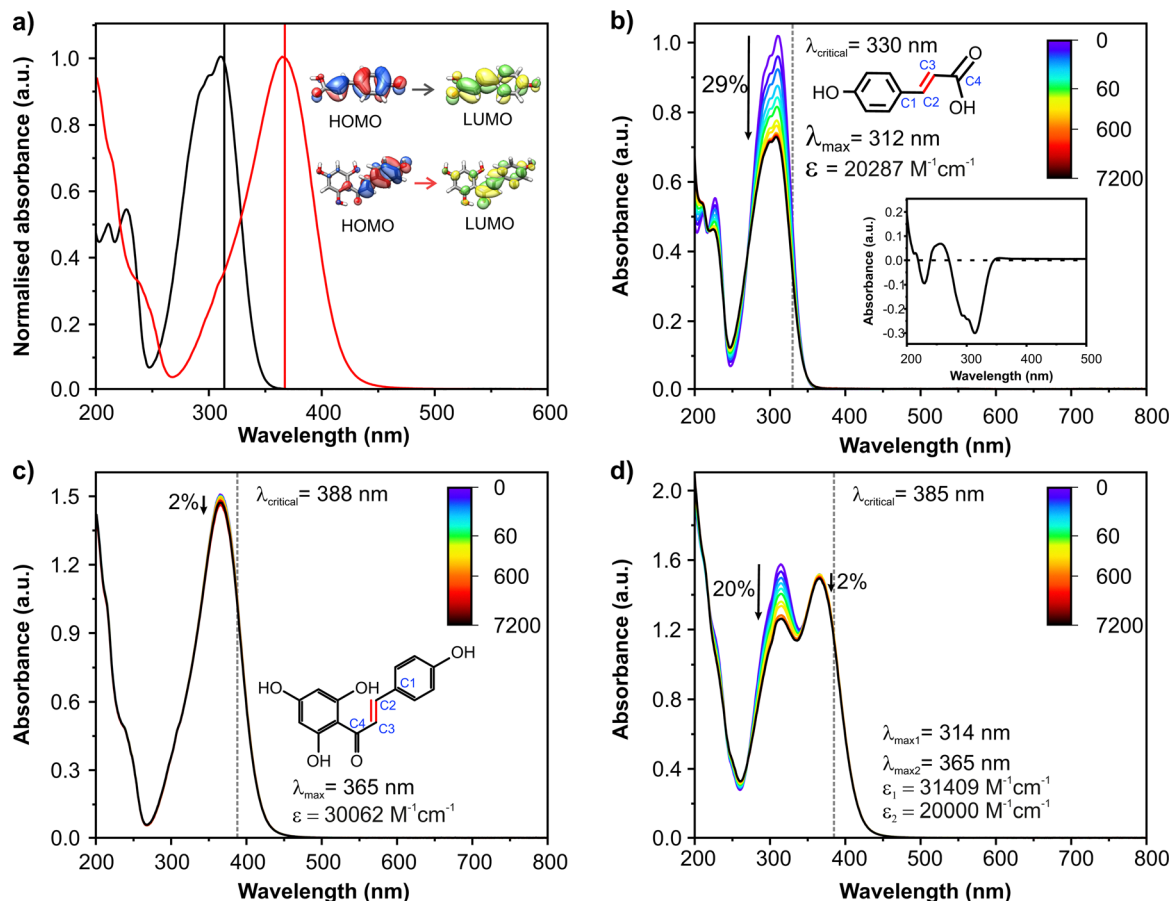 a)
Normalised absorbance (a.u.)
1.0
0.8
0.6
0.4
0.2
0.0
HOMO
LUMO
HOMO
LUMO
200 300 400 500 600
Wavelength (nm)
b)
Absorbance (a.u.)
1.0
0.8
0.6
0.4
0.2
0.0
29%
λcritical= 330 nm
HO
C1
C2
C3
O
C4
OH
λmax= 312 nm
ε = 20287 M-1cm-1
0
60
600
7200
Absorbance (a.u.)
0.2
0.1
0.0
-0.1
-0.2
-0.3
200 300 400 500
Wavelength (nm)
200 300 400 500 600 700 800
Wavelength (nm)
c)
Absorbance (a.u.)
1.5
1.2
0.9
0.6
0.3
0.0
2%
λcritical= 388 nm
0
60
600
7200
OH
HO
OH
C1
C2
C4
C3
OH
O
λmax= 365 nm
ε = 30062 M-1cm-1
200 300 400 500 600 700 800
Wavelength (nm)
d)
Absorbance (a.u.)
2.0
1.6
1.2
0.8
0.4
0.0
20%
2%
λcritical= 385 nm
0
60
600
7200
λmax1= 314 nm
λmax2= 365 nm
ε1 = 31409 M-1cm-1
ε2 = 20000 M-1cm-1
200 300 400 500 600 700 800
Wavelength (nm)